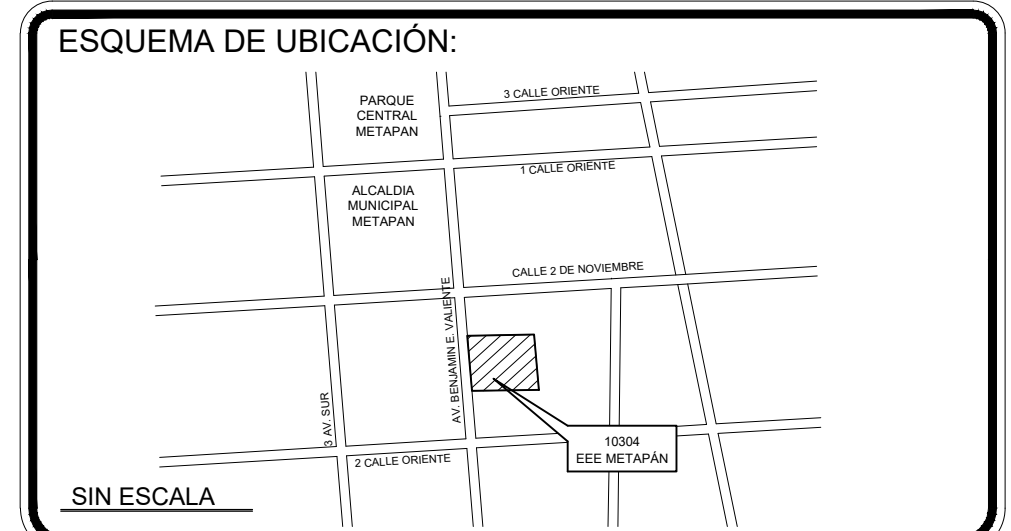 ESQUEMA DE UBICACIÓN:
3 CALLE ORIENTE
PARQUE
CENTRAL
METAPAN
1 CALLE ORIENTE
ALCALDIA
MUNICIPAL
METAPAN
CALLE 2 DE NOVIEMBRE
AV. BENJAMIN E. VALIENTE
3 AV. SUR
10304
EEE METAPÁN
2 CALLE ORIENTE
SIN ESCALA